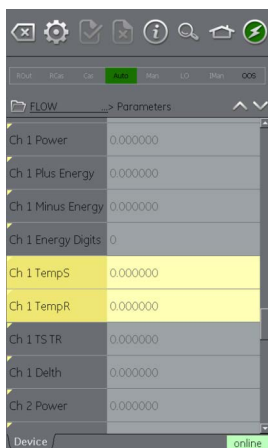 ROut RCas Cas Auto Man LO IMan OOS
FLOW ...> Parameters
Ch 1 Power 0.000000
Ch 1 Plus Energy 0.000000
Ch 1 Minus Energy 0.000000
Ch 1 Energy Digits 0
Ch 1 TempS 0.000000
Ch 1 TempR 0.000000
Ch 1 TS TR 0.000000
Ch 1 Delth 0.000000
Ch 2 Power 0.000000
Device online